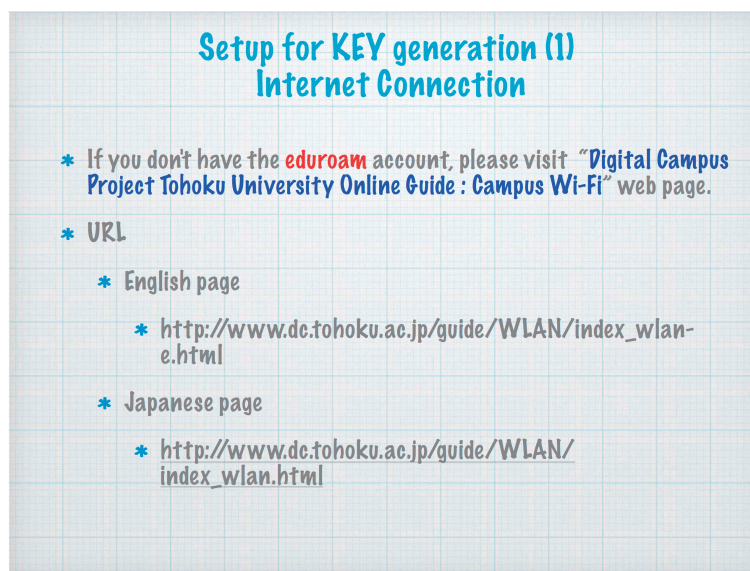 Setup for KEY generation (1)
Internet Connection
* If you don't have the eduroam account, please visit “Digital Campus
Project Tohoku University Online Guide : Campus Wi-Fi” web page.
* URL
* English page
* http://www.dc.tohoku.ac.jp/guide/WLAN/index_wlan-
e.html
* Japanese page
* http://www.dc.tohoku.ac.jp/guide/WLAN/
index_wlan.html